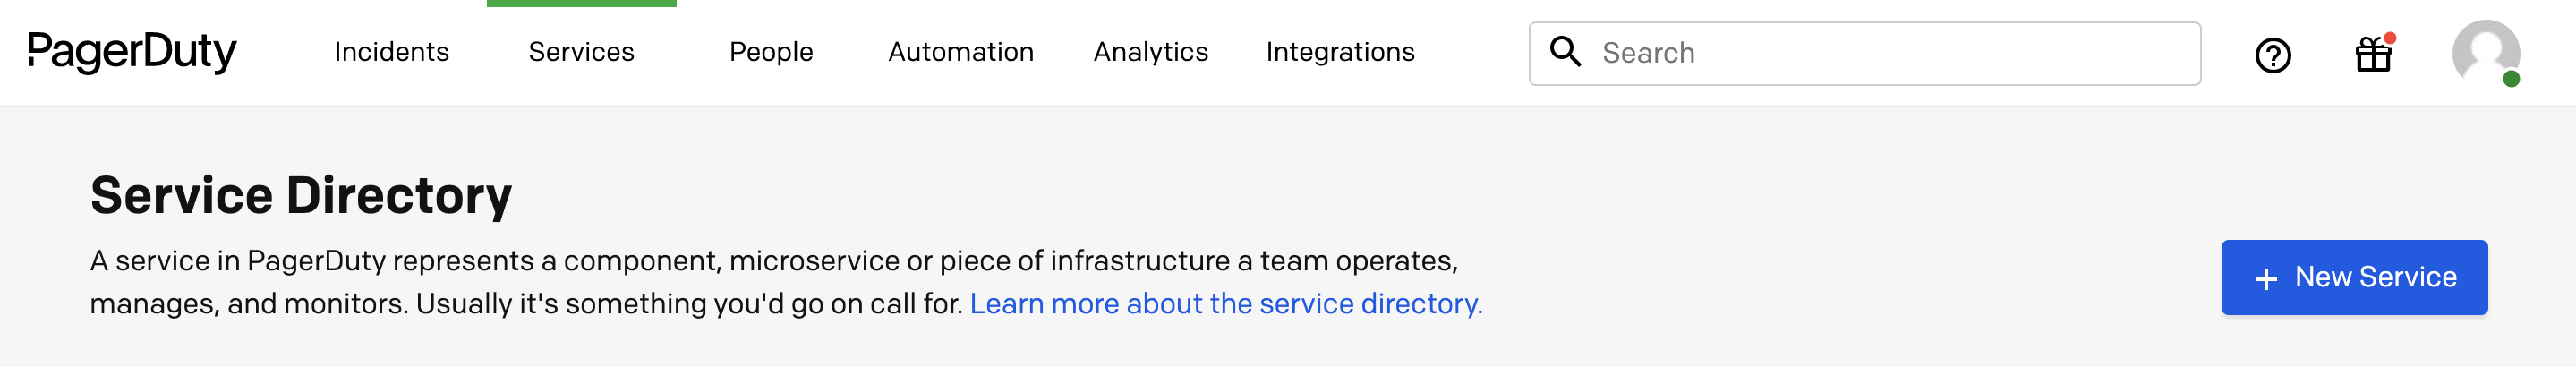 PagerDuty Incidents Services People Automation Analytics Integrations Search
Service Directory
A service in PagerDuty represents a component, microservice or piece of infrastructure a team operates,
manages, and monitors. Usually it's something you'd go on call for. Learn more about the service directory.
+ New Service